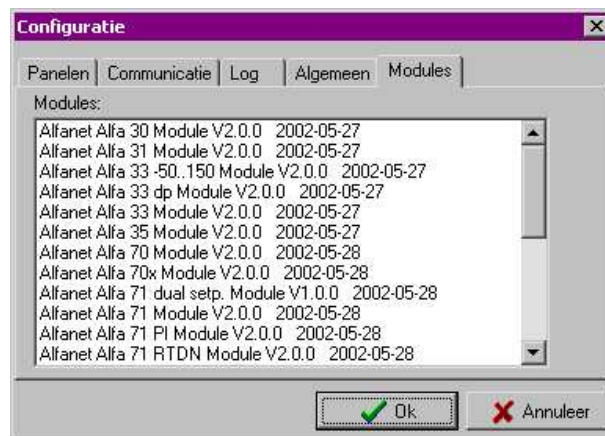 Configuratie
Panelen Communicatie Log Algemeen Modules
Modules:
Alfanet Alfa 30 Module V2.0.0 2002-05-27
Alfanet Alfa 31 Module V2.0.0 2002-05-27
Alfanet Alfa 33 -50..150 Module V2.0.0 2002-05-27
Alfanet Alfa 33 dp Module V2.0.0 2002-05-27
Alfanet Alfa 33 Module V2.0.0 2002-05-27
Alfanet Alfa 35 Module V2.0.0 2002-05-27
Alfanet Alfa 70 Module V2.0.0 2002-05-28
Alfanet Alfa 70x Module V2.0.0 2002-05-28
Alfanet Alfa 71 dual setp. Module V1.0.0 2002-05-28
Alfanet Alfa 71 Module V2.0.0 2002-05-28
Alfanet Alfa 71 PI Module V2.0.0 2002-05-28
Alfanet Alfa 71 RTDN Module V2.0.0 2002-05-28
Ok Annuleer